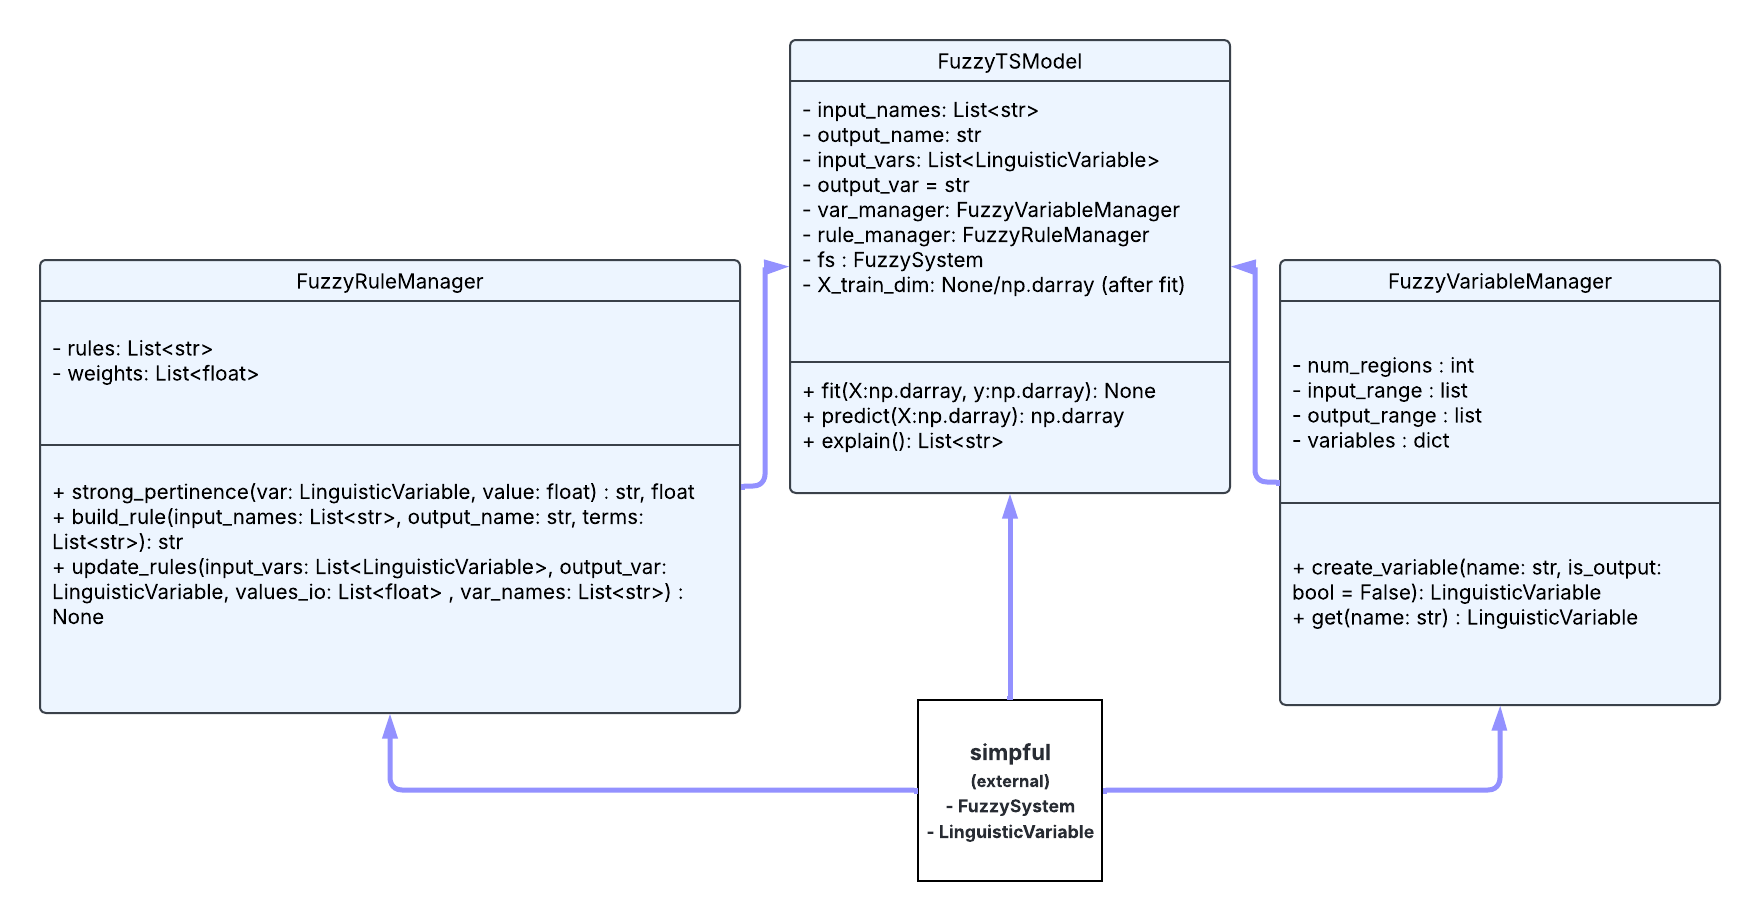 FuzzyTSModel
- input_names: List<str>
- output_name: str
- input_vars: List<LinguisticVariable>
- output_var = str
- var_manager: FuzzyVariableManager
- rule_manager: FuzzyRuleManager
- fs : FuzzySystem
- X_train_dim: None/np.darray (after fit)
+ fit(X:np.darray, y:np.darray): None
+ predict(X:np.darray): np.darray
+ explain(): List<str>
FuzzyRuleManager
- rules: List<str>
- weights: List<float>
+ strong_pertinence(var: LinguisticVariable, value: float) : str, float
+ build_rule(input_names: List<str>, output_name: str, terms:
List<str>): str
+ update_rules(input_vars: List<LinguisticVariable>, output_var:
LinguisticVariable, values_io: List<float> , var_names: List<str>) :
None
FuzzyVariableManager
- num_regions : int
- input_range : list
- output_range : list
- variables : dict
+ create_variable(name: str, is_output:
bool = False): LinguisticVariable
+ get(name: str) : LinguisticVariable
simpful
(external)
- FuzzySystem
- LinguisticVariable